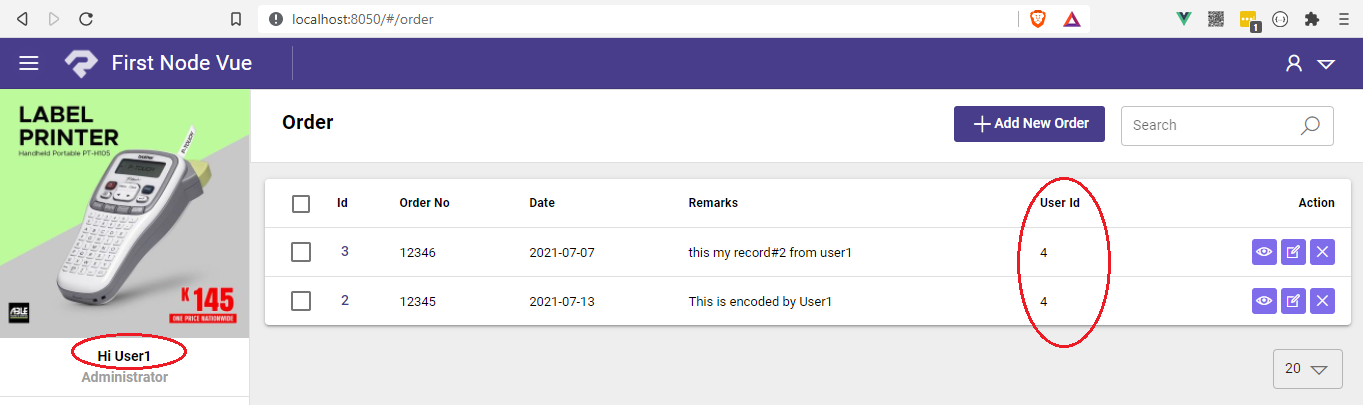 localhost:8050/#/order
1
First Node Vue
LABEL
PRINTER
Handheld Portable PT-H105
P-TOUCH
brother
P-TOUCH
K 145
ONE PRICE NATIONWIDE
ABLE
Hi User1
Administrator
Order
Add New Order
Search
Id Order No Date Remarks User Id Action
3 12346 2021-07-07 this my record#2 from user1 4
2 12345 2021-07-13 This is encoded by User1 4
20